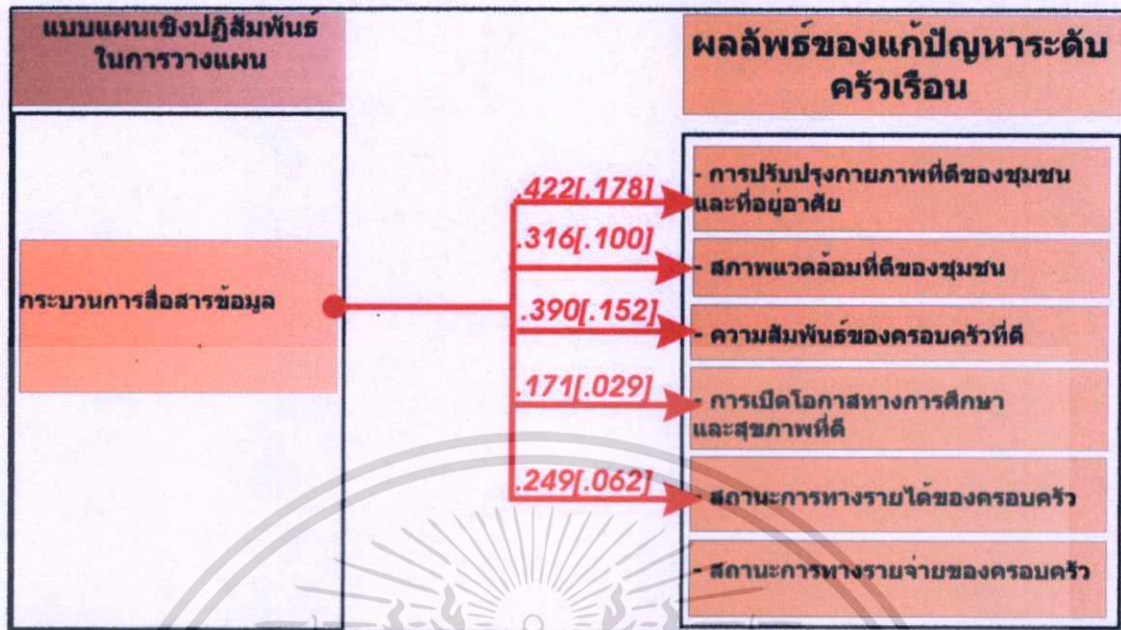 แบบแผนเชิงปฏิสัมพันธ์
ในการวางแผน
ผลลัพธ์ของแก้ปัญหาระดับ
ครัวเรือน
กระบวนการสื่อสารข้อมูล
.422[.178]
- การปรับปรุงกายภาพที่ดีของชุมชน
และที่อยู่อาศัย
.316[.100]
- สภาพแวดล้อมที่ดีของชุมชน
.390[.152]
- ความสัมพันธ์ของครอบครัวที่ดี
.171[.029]
- การเปิดโอกาสทางการศึกษา
และสุขภาพที่ดี
.249[.062]
- สถานะการทางรายได้ของครอบครัว
- สถานะการทางรายจ่ายของครอบครัว